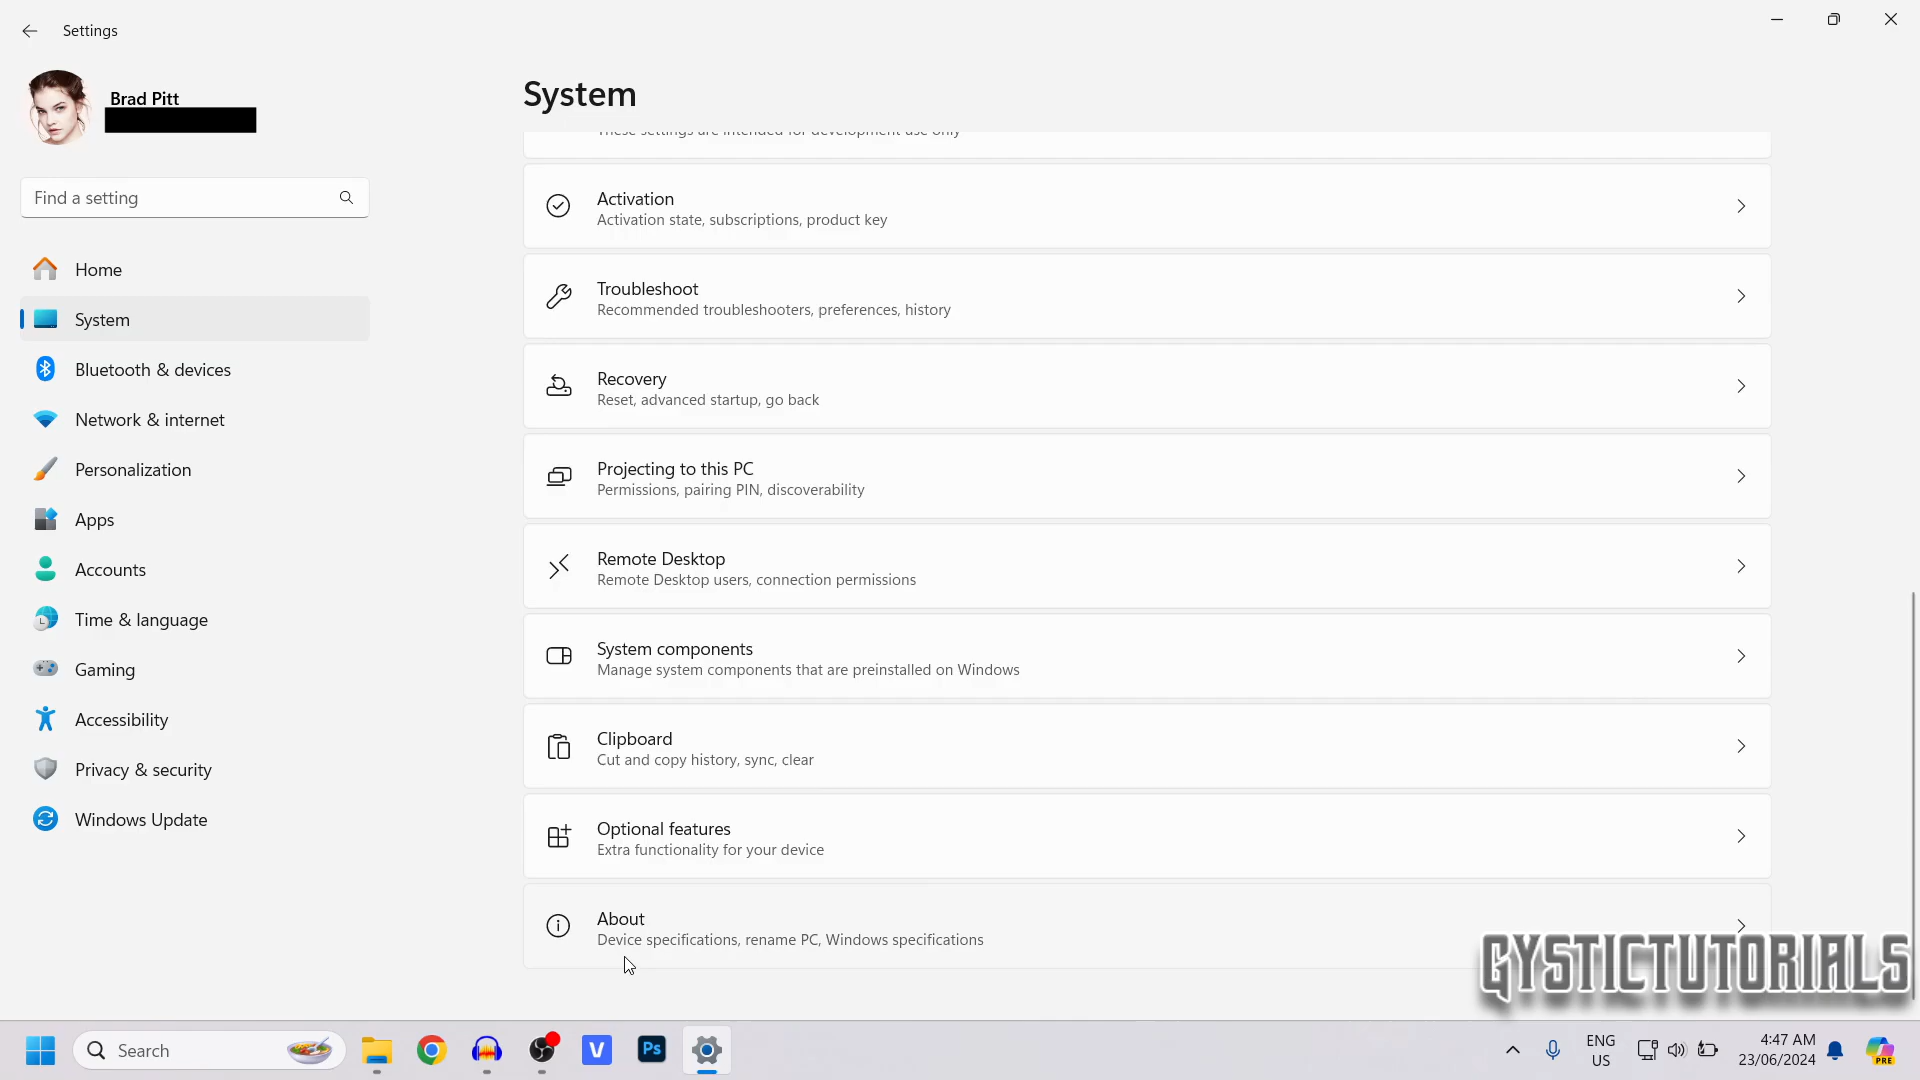 Settings
Brad Pitt
Find a setting
Home
System
Bluetooth & devices
Network & internet
Personalization
Apps
Accounts
Time & language
Gaming
Accessibility
Privacy & security
Windows Update
System
These settings are intended for development use only
Activation
Activation state, subscriptions, product key
Troubleshoot
Recommended troubleshooters, preferences, history
Recovery
Reset, advanced startup, go back
Projecting to this PC
Permissions, pairing PIN, discoverability
Remote Desktop
Remote Desktop users, connection permissions
System components
Manage system components that are preinstalled on Windows
Clipboard
Cut and copy history, sync, clear
Optional features
Extra functionality for your device
About
Device specifications, rename PC, Windows specifications
GYSTICTUTORIALS
Search
V
Ps
ENG
US
4:47 AM
23/06/2024
PRE